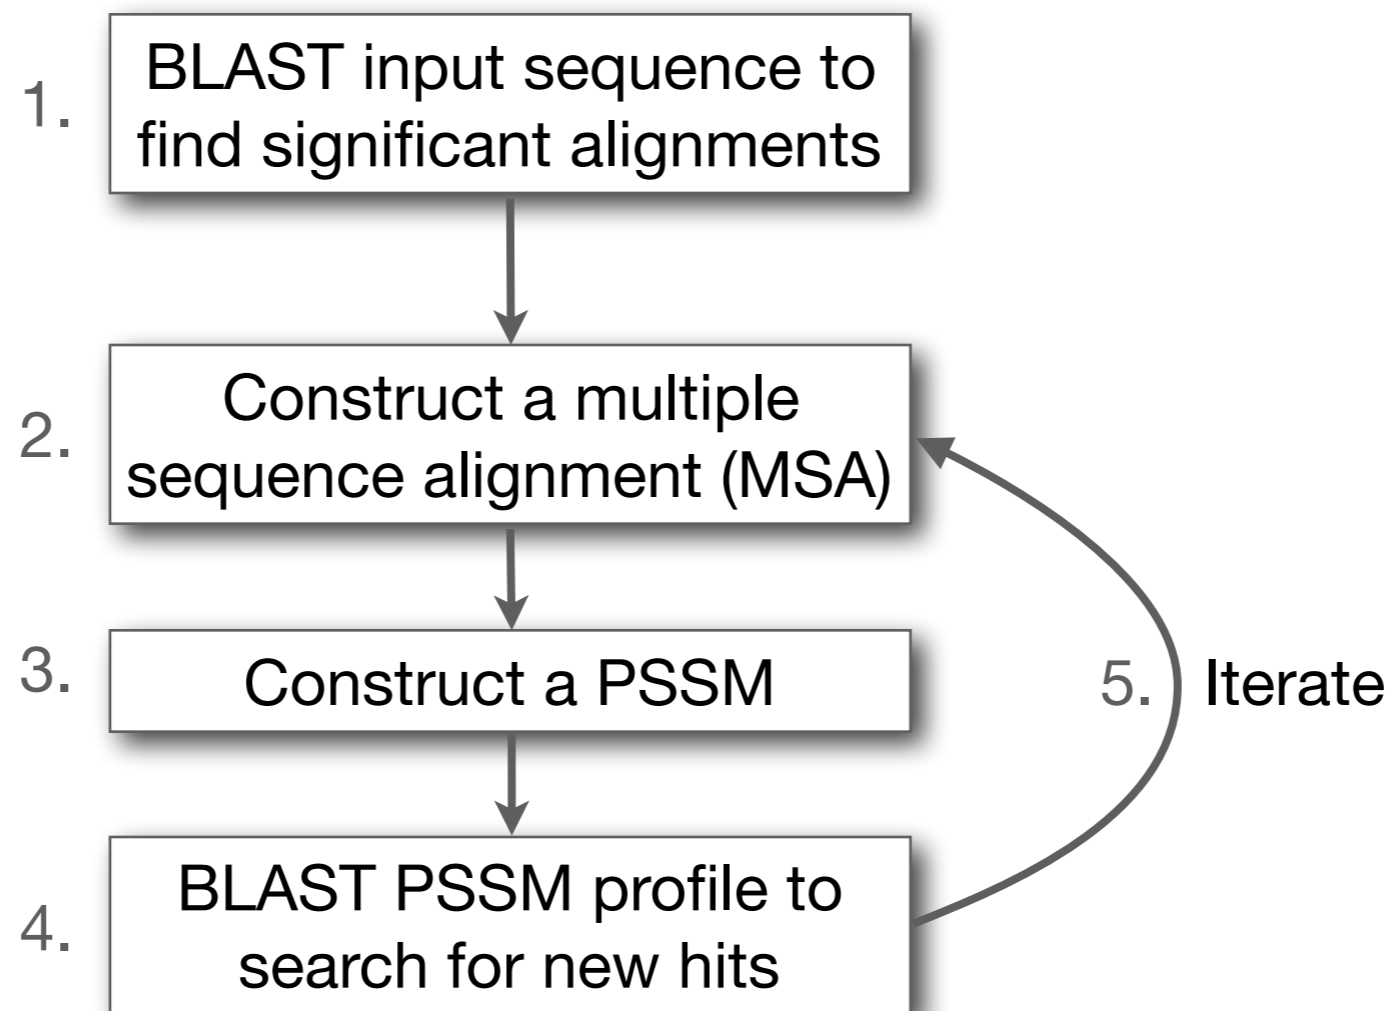 1.
BLAST input sequence to
find significant alignments
2.
Construct a multiple
sequence alignment (MSA)
3.
Construct a PSSM
5. Iterate
4.
BLAST PSSM profile to
search for new hits